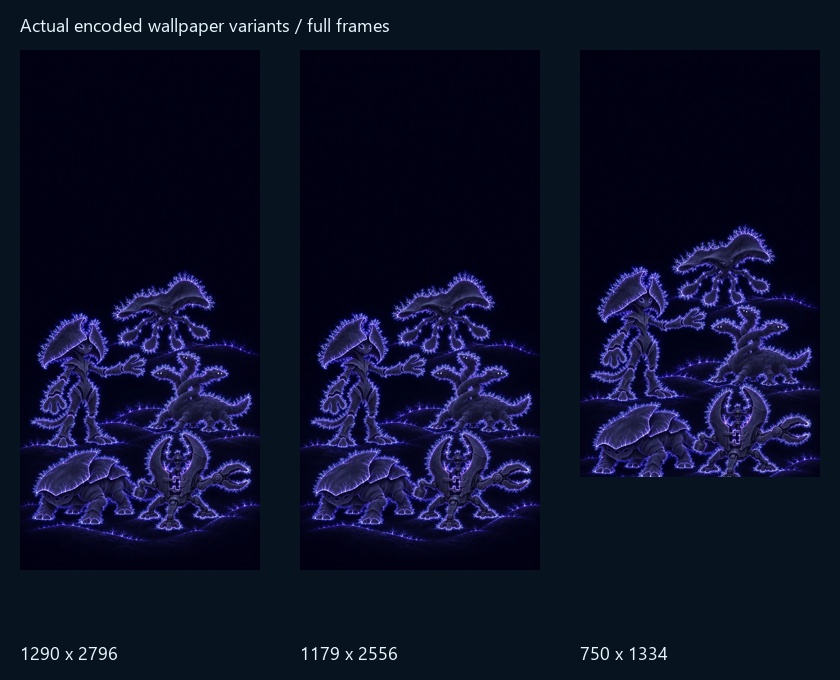 Actual encoded wallpaper variants / full frames
1290 x 2796
1179 x 2556
750 x 1334